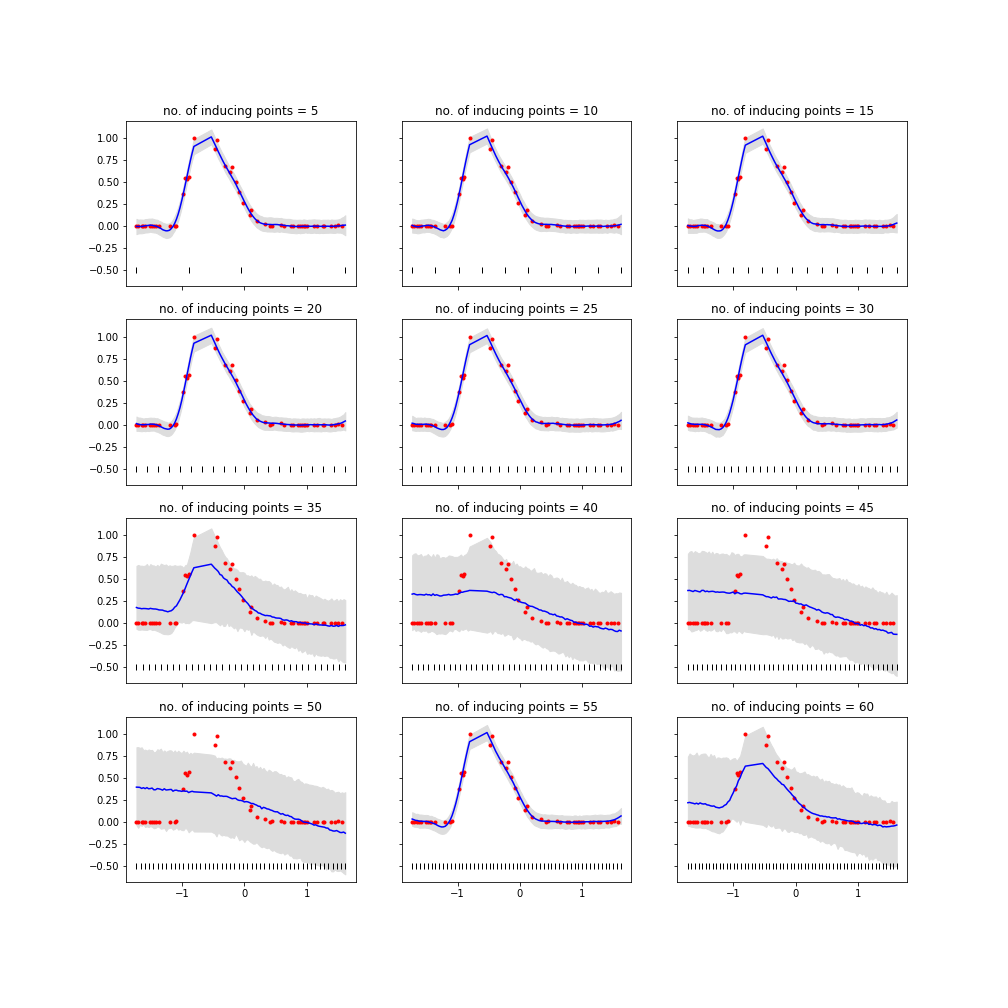 no. of inducing points = 5
no. of inducing points = 10
no. of inducing points = 15
1.00
0.75
0.50
0.25
0.00
−0.25
−0.50
no. of inducing points = 20
no. of inducing points = 25
no. of inducing points = 30
1.00
0.75
0.50
0.25
0.00
−0.25
−0.50
no. of inducing points = 35
no. of inducing points = 40
no. of inducing points = 45
1.00
0.75
0.50
0.25
0.00
−0.25
−0.50
no. of inducing points = 50
no. of inducing points = 55
no. of inducing points = 60
1.00
0.75
0.50
0.25
0.00
−0.25
−0.50
−1 0 1
−1 0 1
−1 0 1